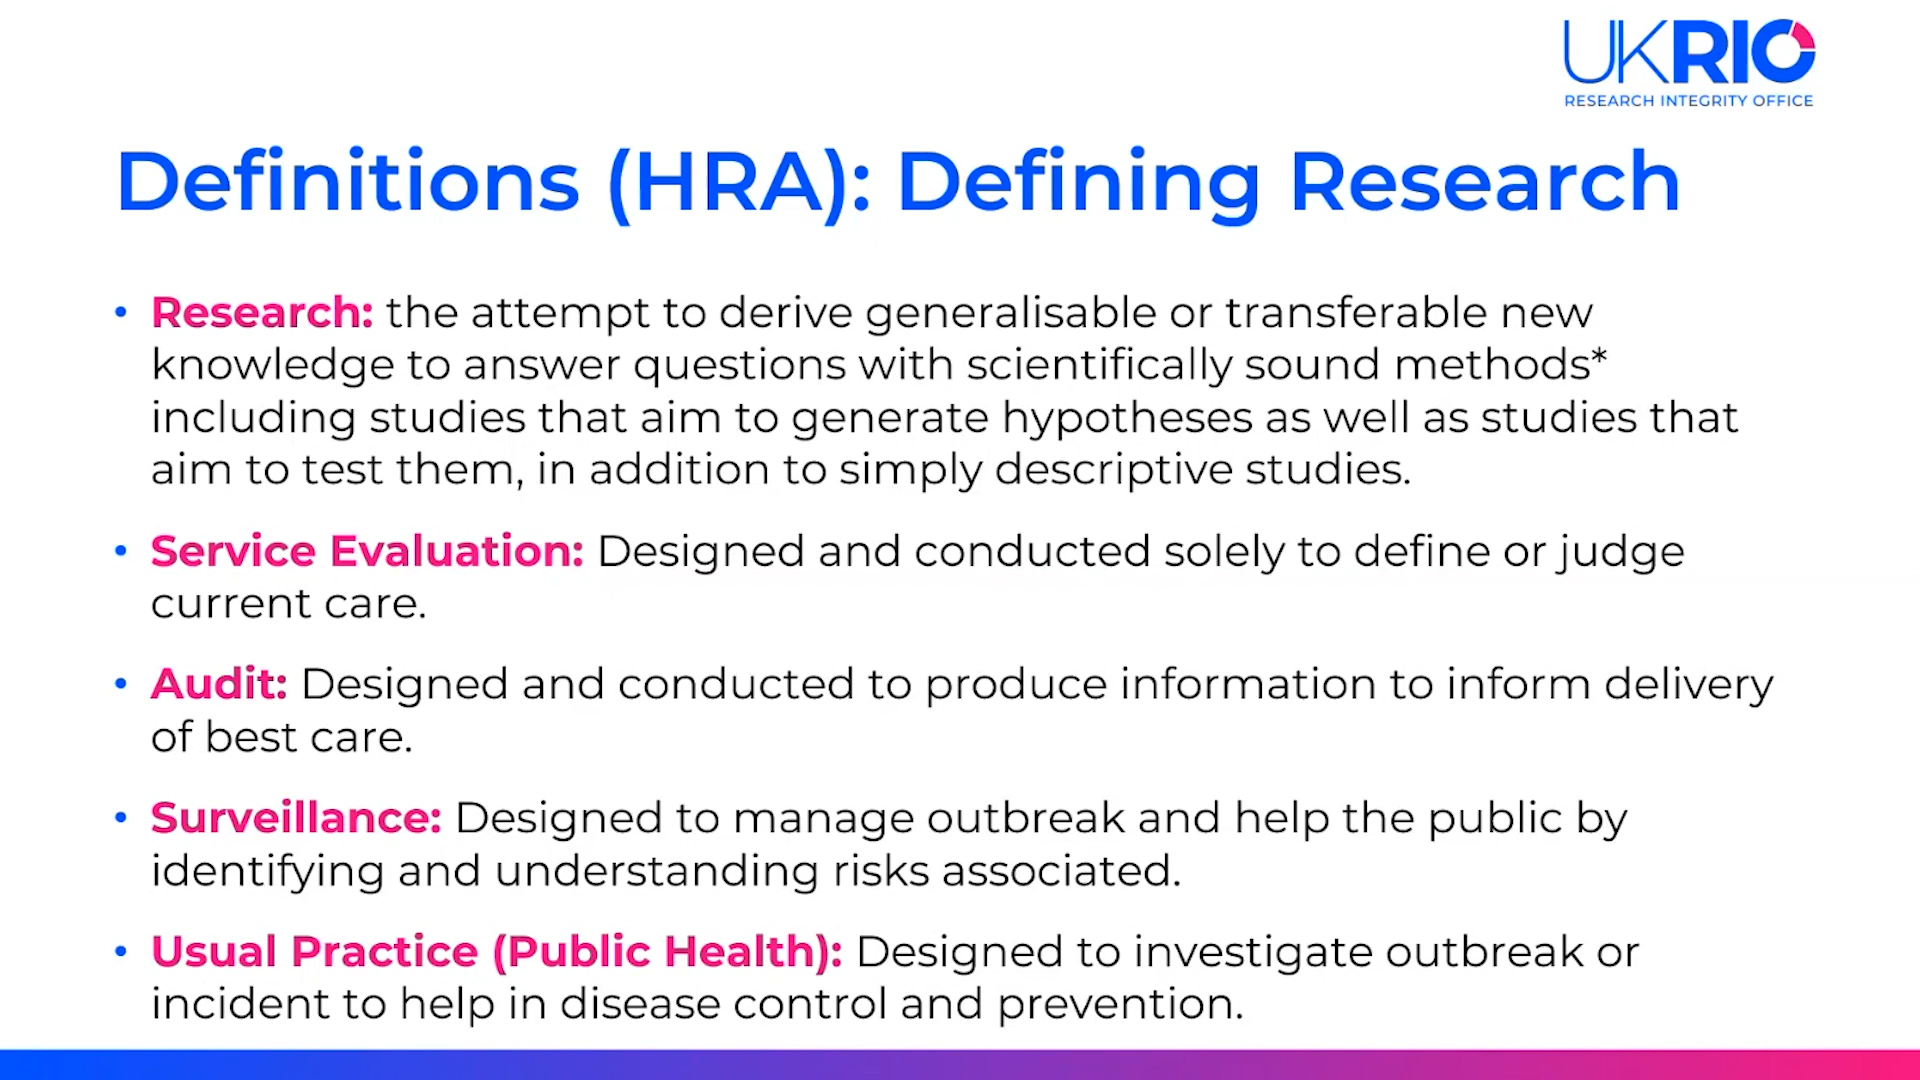 UKRIO
RESEARCH INTEGRITY OFFICE
Definitions (HRA): Defining Research
• Research: the attempt to derive generalisable or transferable new
knowledge to answer questions with scientifically sound methods*
including studies that aim to generate hypotheses as well as studies that
aim to test them, in addition to simply descriptive studies.
• Service Evaluation: Designed and conducted solely to define or judge
current care.
• Audit: Designed and conducted to produce information to inform delivery
of best care.
• Surveillance: Designed to manage outbreak and help the public by
identifying and understanding risks associated.
• Usual Practice (Public Health): Designed to investigate outbreak or
incident to help in disease control and prevention.